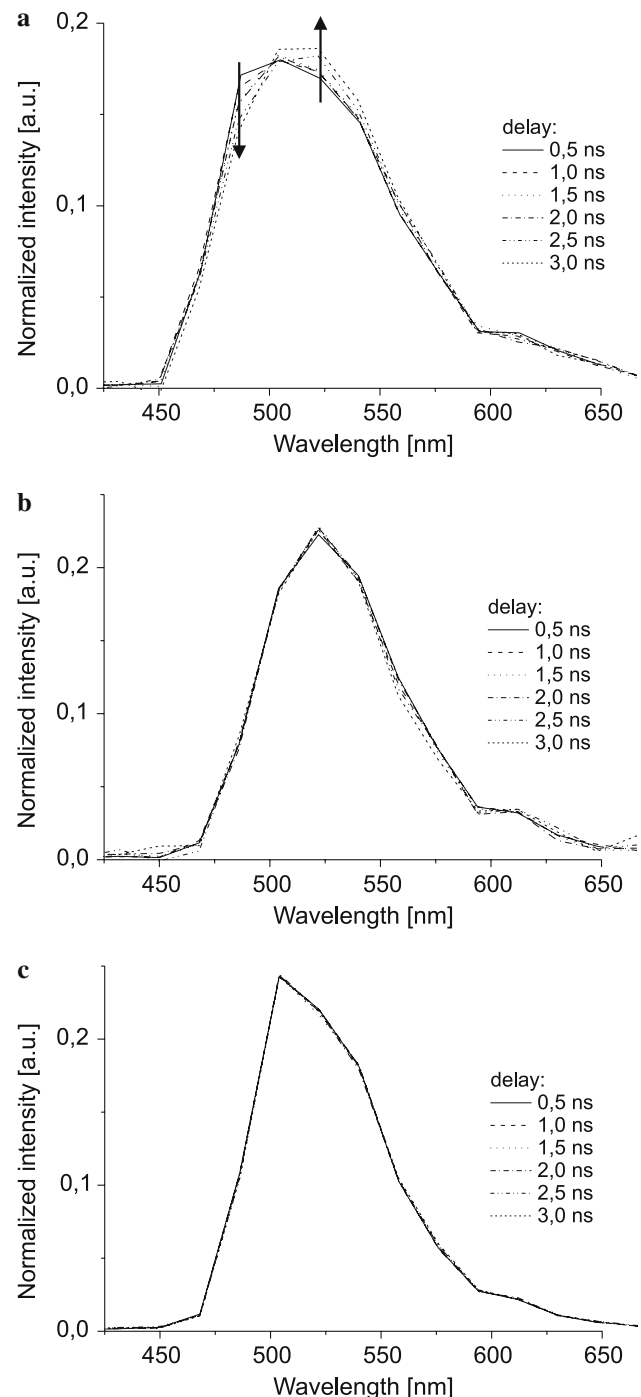 a
Normalized intensity [a.u.]
0,2
0,1
0,0
delay:
0,5 ns
1,0 ns
1,5 ns
2,0 ns
2,5 ns
3,0 ns
450 500 550 600 650
Wavelength [nm]
b
Normalized intensity [a.u.]
0,2
0,1
0,0
delay:
0,5 ns
1,0 ns
1,5 ns
2,0 ns
2,5 ns
3,0 ns
450 500 550 600 650
Wavelength [nm]
c
Normalized intensity [a.u.]
0,2
0,1
0,0
delay:
0,5 ns
1,0 ns
1,5 ns
2,0 ns
2,5 ns
3,0 ns
450 500 550 600 650
Wavelength [nm]